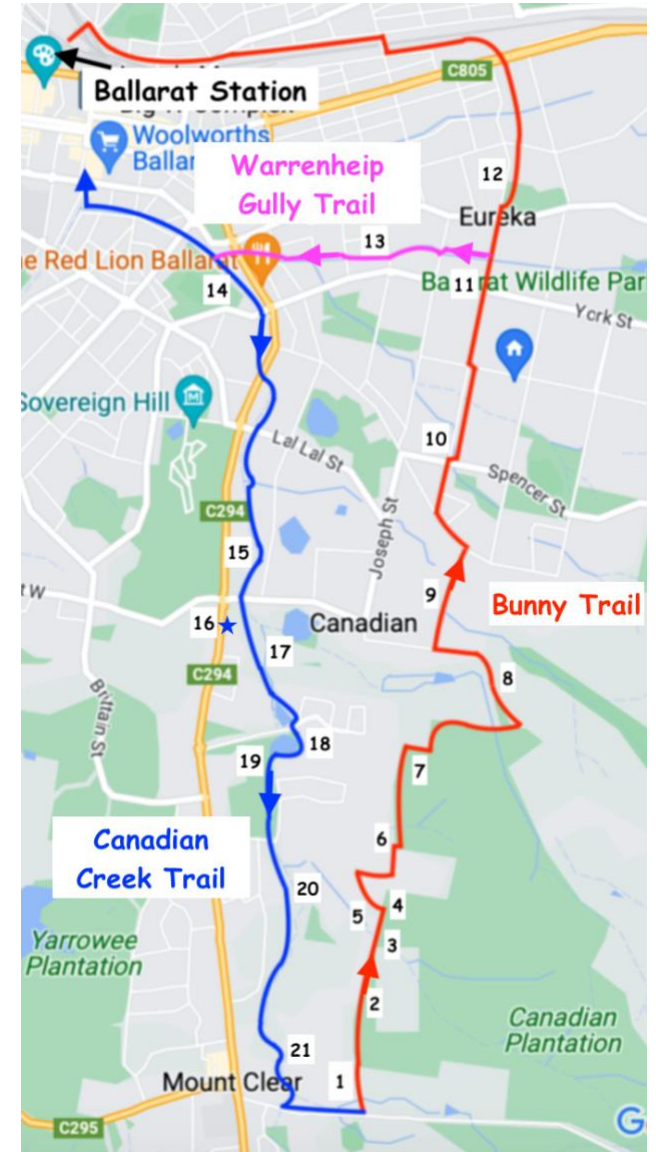 C805
Ballarat Station
Woolworths
Ballar
Warrenheip
Gully Trail
12
Eureka
13
e Red Lion Ballarat
11
Ba
rat Wildlife Par
14
York St
Sovereign Hill
10
Lal Lal St
Spencer St
Joseph St
C294
15
9
Bunny Trail
t W
16
Canadian
17
8
C294
Brittain St
18
19
7
Canadian
Creek Trail
6
20
5
4
3
Yarrowee
Plantation
2
Canadian
Plantation
21
Mount Clear
1
C295
G